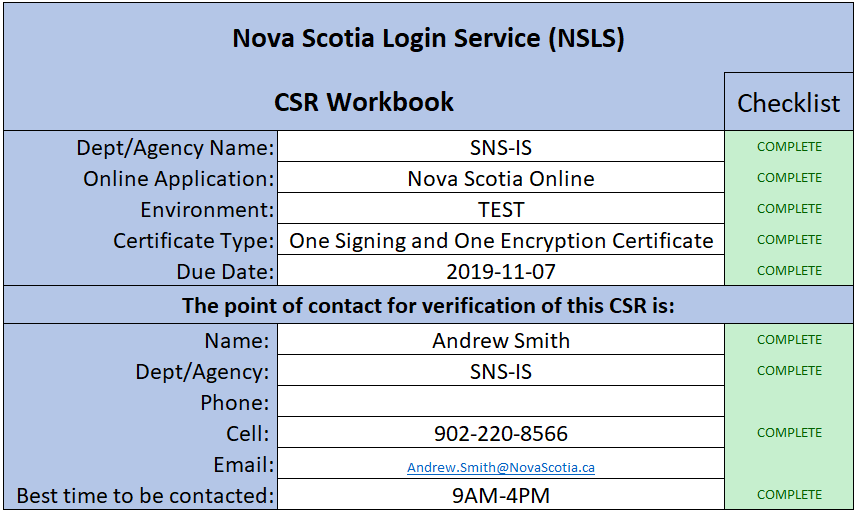 Nova Scotia Login Service (NSLS)
CSR Workbook
Checklist
Dept/Agency Name: SNS-IS COMPLETE
Online Application: Nova Scotia Online COMPLETE
Environment: TEST COMPLETE
Certificate Type: One Signing and One Encryption Certificate COMPLETE
Due Date: 2019-11-07 COMPLETE
The point of contact for verification of this CSR is:
Name: Andrew Smith COMPLETE
Dept/Agency: SNS-IS COMPLETE
Phone:
Cell: 902-220-8566 COMPLETE
Email: Andrew.Smith@NovaScotia.ca
Best time to be contacted: 9AM-4PM COMPLETE